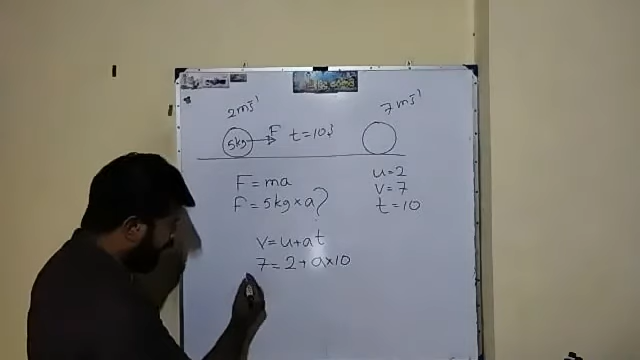 2ms⁻¹
7ms⁻¹
5kg F t=10s
F=ma
F=5kg×a?
u=2
v=7
t=10
v=u+at
7=2+a×10